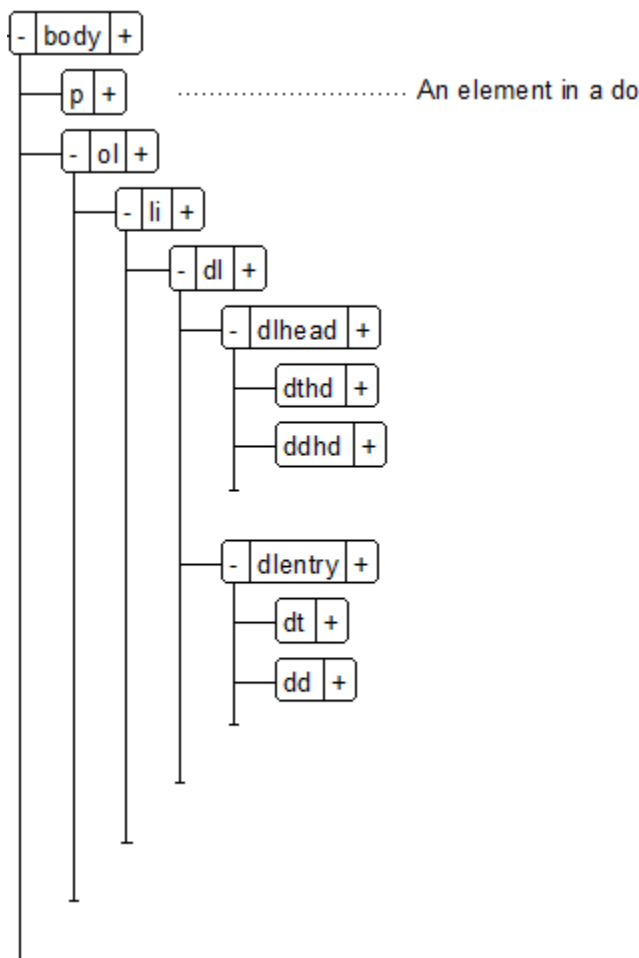 - body +
p + An element in a do
- ol +
- li +
- dl +
- dlhead +
dthd +
ddhd +
- dlentry +
dt +
dd +